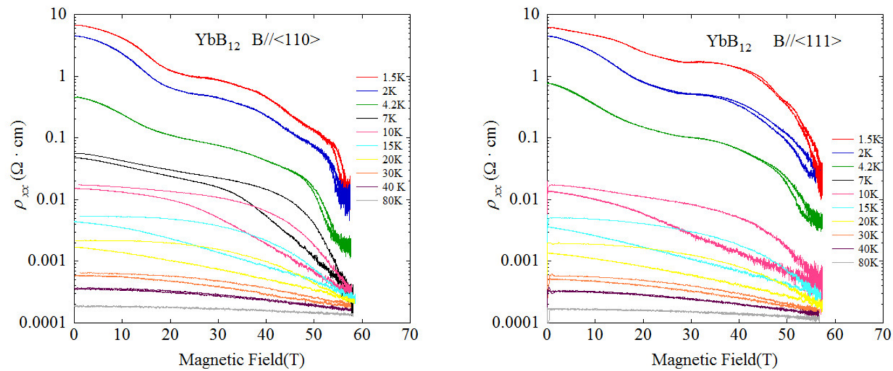 YbB12 B//<110>
10
1
0.1
0.01
0.001
0.0001
ρxx (Ω · cm)
0 10 20 30 40 50 60 70
Magnetic Field(T)
1.5K
2K
4.2K
7K
10K
15K
20K
30K
40 K
80K
YbB12 B//<111>
10
1
0.1
0.01
0.001
0.0001
ρxx (Ω · cm)
0 10 20 30 40 50 60 70
Magnetic Field(T)
1.5K
2K
4.2K
7K
10K
15K
20K
30K
40K
80K